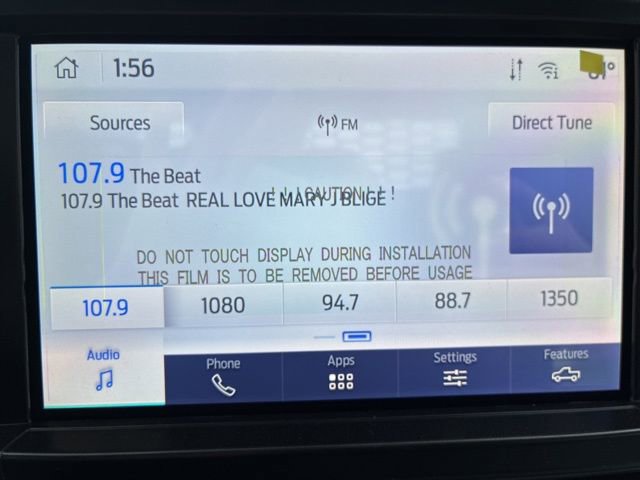 1:56
Sources
FM
Direct Tune
107.9 The Beat
107.9 The Beat REAL LOVE MARY J BLIGE
! ! CAUTION ! !
DO NOT TOUCH DISPLAY DURING INSTALLATION
THIS FILM IS TO BE REMOVED BEFORE USAGE
107.9 1080 94.7 88.7 1350
Audio Phone Apps Settings Features